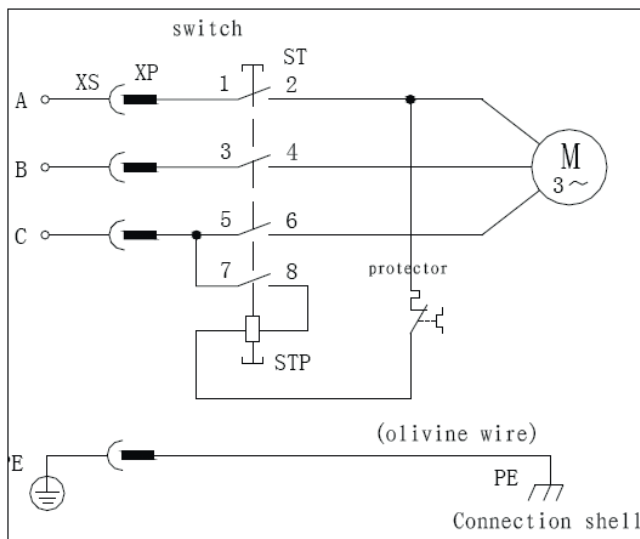 switch
ST
XS XP 1 2
A
M
3~
3 4
B
5 6
C
7 8
protector
STP
(olivine wire)
PE
PE
Connection shell